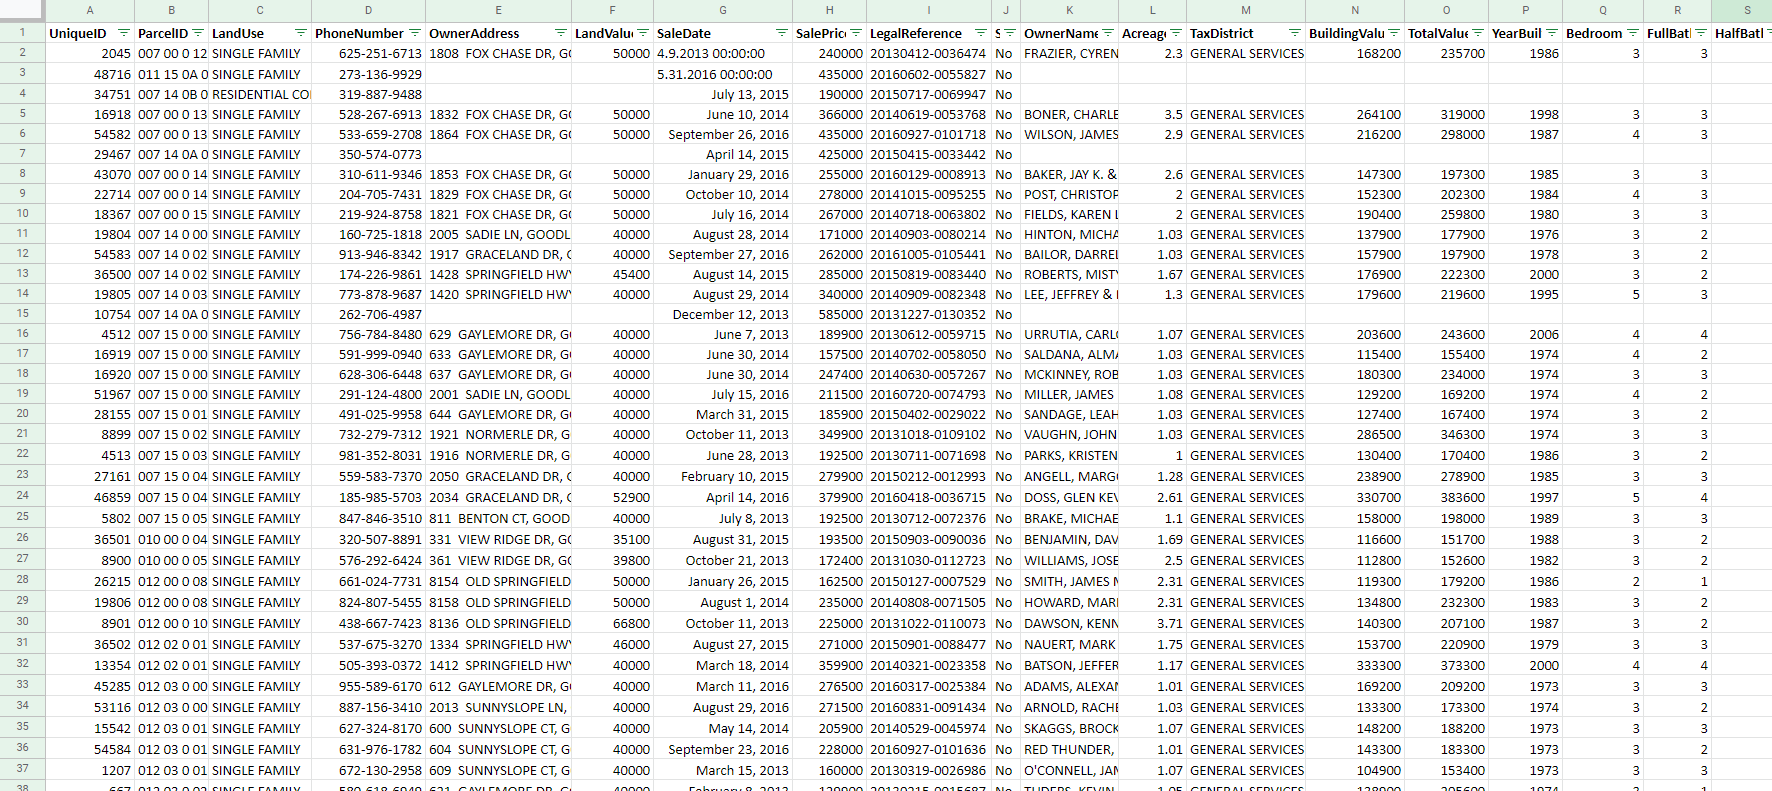 A B C D E F G H I J K L M N O P Q R S
1 UniqueID ParcelID LandUse PhoneNumber OwnerAddress LandValue SaleDate SalePric LegalReference S OwnerName Acreag TaxDistrict BuildingValu TotalValue YearBuil Bedroom FullBat HalfBatl
2 2045 007 00 0 12 SINGLE FAMILY 625-251-6713 1808 FOX CHASE DR, GO 50000 4.9.2013 00:00:00 240000 20130412-0036474 No FRAZIER, CYREN 2.3 GENERAL SERVICES 168200 235700 1986 3 3
3 48716 011 15 0A 0 SINGLE FAMILY 273-136-9929 5.31.2016 00:00:00 435000 20160602-0055827 No
4 34751 007 14 0B 0 RESIDENTIAL CO 319-887-9488 July 13, 2015 190000 20150717-0069947 No
5 16918 007 00 0 13 SINGLE FAMILY 528-267-6913 1832 FOX CHASE DR, GO 50000 June 10, 2014 366000 20140619-0053768 No BONER, CHARLE 3.5 GENERAL SERVICES 264100 319000 1998 3 3
6 54582 007 00 0 13 SINGLE FAMILY 533-659-2708 1864 FOX CHASE DR, GO 50000 September 26, 2016 435000 20160927-0101718 No WILSON, JAMES 2.9 GENERAL SERVICES 216200 298000 1987 4 3
7 29467 007 14 0A 0 SINGLE FAMILY 350-574-0773 April 14, 2015 425000 20150415-0033442 No
8 43070 007 00 0 14 SINGLE FAMILY 310-611-9346 1853 FOX CHASE DR, GO 50000 January 29, 2016 255000 20160129-0008913 No BAKER, JAY K. & 2.6 GENERAL SERVICES 147300 197300 1985 3 3
9 22714 007 00 0 14 SINGLE FAMILY 204-705-7431 1829 FOX CHASE DR, GO 50000 October 10, 2014 278000 20141015-0095255 No POST, CHRISTOP 2 GENERAL SERVICES 152300 202300 1984 4 3
10 18367 007 00 0 15 SINGLE FAMILY 219-924-8758 1821 FOX CHASE DR, GO 50000 July 16, 2014 267000 20140718-0063802 No FIELDS, KAREN L 2 GENERAL SERVICES 190400 259800 1980 3 3
11 19804 007 14 0 00 SINGLE FAMILY 160-725-1818 2005 SADIE LN, GOODL 40000 August 28, 2014 171000 20140903-0080214 No HINTON, MICHA 1.03 GENERAL SERVICES 137900 177900 1976 3 2
12 54583 007 14 0 02 SINGLE FAMILY 913-946-8342 1917 GRACELAND DR, G 40000 September 27, 2016 262000 20161005-0105441 No BAILOR, DARREL 1.03 GENERAL SERVICES 157900 197900 1978 3 2
13 36500 007 14 0 02 SINGLE FAMILY 174-226-9861 1428 SPRINGFIELD HWY 45400 August 14, 2015 285000 20150819-0083440 No ROBERTS, MISTY 1.67 GENERAL SERVICES 176900 222300 2000 3 2
14 19805 007 14 0 03 SINGLE FAMILY 773-878-9687 1420 SPRINGFIELD HWY 40000 August 29, 2014 340000 20140909-0082348 No LEE, JEFFREY & 1.3 GENERAL SERVICES 179600 219600 1995 5 3
15 10754 007 14 0A 0 SINGLE FAMILY 262-706-4987 December 12, 2013 585000 20131227-0130352 No
16 4512 007 15 0 00 SINGLE FAMILY 756-784-8480 629 GAYLEMORE DR, GO 40000 June 7, 2013 189900 20130612-0059715 No URRUTIA, CARL 1.07 GENERAL SERVICES 203600 243600 2006 4 4
17 16919 007 15 0 00 SINGLE FAMILY 591-999-0940 633 GAYLEMORE DR, GO 40000 June 30, 2014 157500 20140702-0058050 No SALDANA, ALMA 1.03 GENERAL SERVICES 115400 155400 1974 4 2
18 16920 007 15 0 00 SINGLE FAMILY 628-306-6448 637 GAYLEMORE DR, GO 40000 June 30, 2014 247400 20140630-0057267 No MCKINNEY, ROB 1.03 GENERAL SERVICES 180300 234000 1974 3 3
19 51967 007 15 0 00 SINGLE FAMILY 291-124-4800 2001 SADIE LN, GOODL 40000 July 15, 2016 211500 20160720-0074793 No MILLER, JAMES 1.08 GENERAL SERVICES 129200 169200 1974 4 2
20 28155 007 15 0 01 SINGLE FAMILY 491-025-9958 644 GAYLEMORE DR, GO 40000 March 31, 2015 185900 20150402-0029022 No SANDAGE, LEAH 1.03 GENERAL SERVICES 127400 167400 1974 3 2
21 8899 007 15 0 02 SINGLE FAMILY 732-279-7312 1921 NORMERLE DR, GO 40000 October 11, 2013 349900 20131018-0109102 No VAUGHN, JOHN 1.03 GENERAL SERVICES 286500 346300 1974 3 3
22 4513 007 15 0 03 SINGLE FAMILY 981-352-8031 1916 NORMERLE DR, GO 40000 June 28, 2013 192500 20130711-0071698 No PARKS, KRISTEN 1 GENERAL SERVICES 130400 170400 1986 3 2
23 27161 007 15 0 04 SINGLE FAMILY 559-583-7370 2050 GRACELAND DR, G 40000 February 10, 2015 279900 20150212-0012993 No ANGELL, MARG 1.28 GENERAL SERVICES 238900 278900 1985 3 3
24 46859 007 15 0 04 SINGLE FAMILY 185-985-5703 2034 GRACELAND DR, G 52900 April 14, 2016 379900 20160418-0036715 No DOSS, GLEN KEV 2.61 GENERAL SERVICES 330700 383600 1997 5 4
25 5802 007 15 0 05 SINGLE FAMILY 847-846-3510 811 BENTON CT, GOOD 40000 July 8, 2013 192500 20130712-0072376 No BRAKE, MICHAE 1.1 GENERAL SERVICES 158000 198000 1989 3 3
26 36501 010 00 0 04 SINGLE FAMILY 320-507-8891 331 VIEW RIDGE DR, GO 35100 August 31, 2015 193500 20150903-0090036 No BENJAMIN, DAV 1.69 GENERAL SERVICES 116600 151700 1988 3 2
27 8900 010 00 0 05 SINGLE FAMILY 576-292-6424 361 VIEW RIDGE DR, GO 39800 October 21, 2013 172400 20131030-0112723 No WILLIAMS, JOSE 2.5 GENERAL SERVICES 112800 152600 1982 3 2
28 26215 012 00 0 08 SINGLE FAMILY 661-024-7731 8154 OLD SPRINGFIELD 50000 January 26, 2015 162500 20150127-0007529 No SMITH, JAMES M 2.31 GENERAL SERVICES 119300 179200 1986 2 1
29 19806 012 00 0 08 SINGLE FAMILY 824-807-5455 8158 OLD SPRINGFIELD 50000 August 1, 2014 235000 20140808-0071505 No HOWARD, MAR 2.31 GENERAL SERVICES 134800 232300 1983 3 2
30 8901 012 00 0 10 SINGLE FAMILY 438-667-7423 8136 OLD SPRINGFIELD 66800 October 11, 2013 225000 20131022-0110073 No DAWSON, KENN 3.71 GENERAL SERVICES 140300 207100 1987 3 2
31 36502 012 02 0 01 SINGLE FAMILY 537-675-3270 1334 SPRINGFIELD HWY 46000 August 27, 2015 271000 20150901-0088477 No NAUERT, MARK 1.75 GENERAL SERVICES 153700 220900 1979 3 3
32 13354 012 02 0 01 SINGLE FAMILY 505-393-0372 1412 SPRINGFIELD HWY 40000 March 18, 2014 359900 20140321-0023358 No BATSON, JEFFER 1.17 GENERAL SERVICES 333300 373300 2000 4 4
33 45285 012 03 0 00 SINGLE FAMILY 955-589-6170 612 GAYLEMORE DR, GO 40000 March 11, 2016 276500 20160317-0025384 No ADAMS, ALEXAN 1.01 GENERAL SERVICES 169200 209200 1973 3 3
34 53116 012 03 0 00 SINGLE FAMILY 887-156-3410 2013 SUNNYSLOPE LN, 40000 August 29, 2016 271500 20160831-0091434 No ARNOLD, RACHE 1.03 GENERAL SERVICES 133300 173300 1974 3 2
35 15542 012 03 0 01 SINGLE FAMILY 627-324-8170 600 SUNNYSLOPE CT, G 40000 May 14, 2014 205900 20140529-0045974 No SKAGGS, BROCK 1.07 GENERAL SERVICES 148200 188200 1973 3 3
36 54584 012 03 0 01 SINGLE FAMILY 631-976-1782 604 SUNNYSLOPE CT, G 40000 September 23, 2016 228000 20160927-0101636 No RED THUNDER, 1.01 GENERAL SERVICES 143300 183300 1973 3 2
37 1207 012 03 0 01 SINGLE FAMILY 672-130-2958 609 SUNNYSLOPE CT, G 40000 March 15, 2013 160000 20130319-0026986 No O'CONNELL, JAN 1.07 GENERAL SERVICES 104900 153400 1973 3 3
38